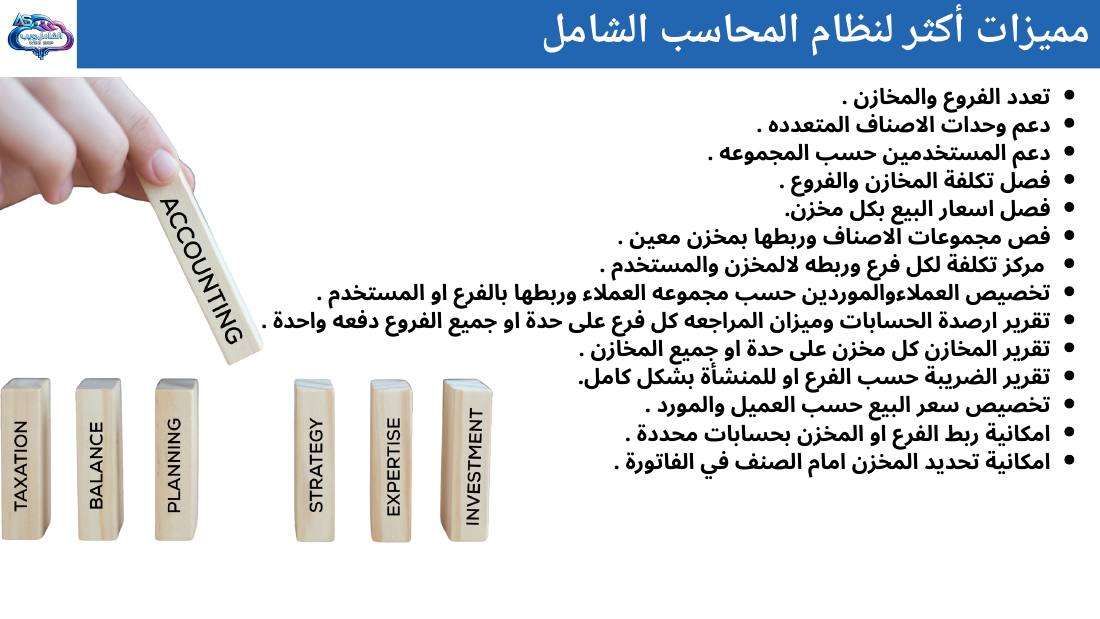 مميزات أكثر لنظام المحاسب الشامل
تعدد الفروع والمخازن .
دعم وحدات الاصناف المتعدده .
دعم المستخدمين حسب المجموعه .
فصل تكلفة المخازن والفروع .
فصل اسعار البيع بكل مخزن.
فص مجموعات الاصناف وربطها بمخزن معين .
مركز تكلفة لكل فرع وربطه لالمخزن والمستخدم .
تخصيص العملاءوالموردين حسب مجموعه العملاء وربطها بالفرع او المستخدم .
تقرير ارصدة الحسابات وميزان المراجعه كل فرع على حدة او جميع الفروع دفعه واحدة .
تقرير المخازن كل مخزن على حدة او جميع المخازن .
تقرير الضريبة حسب الفرع او للمنشأة بشكل كامل.
تخصيص سعر البيع حسب العميل والمورد .
امكانية ربط الفرع او المخزن بحسابات محددة .
امكانية تحديد المخزن امام الصنف في الفاتورة .
ACCOUNTING
TAXATION
BALANCE
PLANNING
STRATEGY
EXPERTISE
INVESTMENT